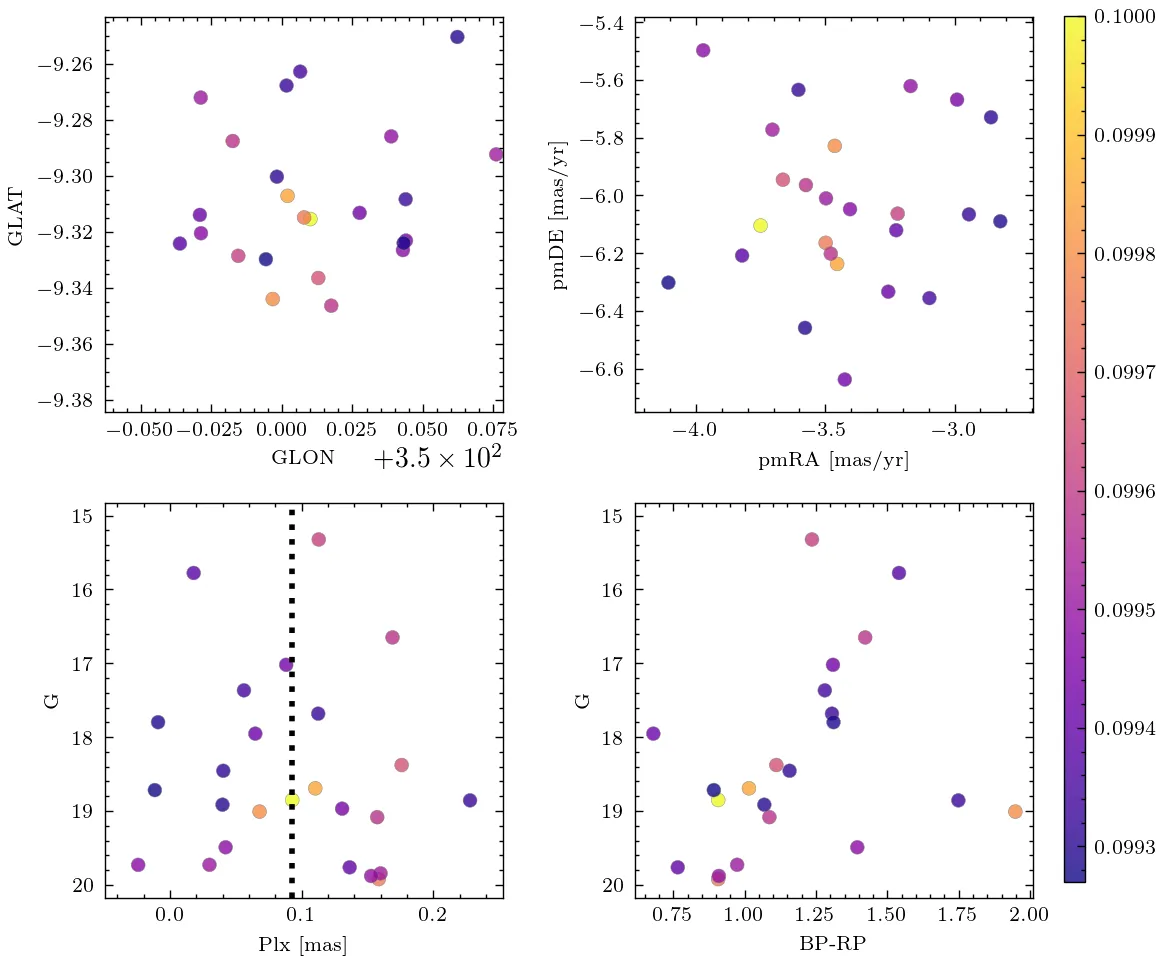 −9.26
−9.28
−9.30
−9.32
−9.34
−9.36
−9.38
GLAT
−0.050 −0.025 0.000 0.025 0.050 0.075
GLON
+3.5 × 10²
−5.4
−5.6
−5.8
−6.0
−6.2
−6.4
−6.6
pmDE [mas/yr]
−4.0 −3.5 −3.0
pmRA [mas/yr]
15
16
17
18
19
20
G
0.0 0.1 0.2
Plx [mas]
15
16
17
18
19
20
G
0.75 1.00 1.25 1.50 1.75 2.00
BP-RP
0.1000
0.0999
0.0998
0.0997
0.0996
0.0995
0.0994
0.0993